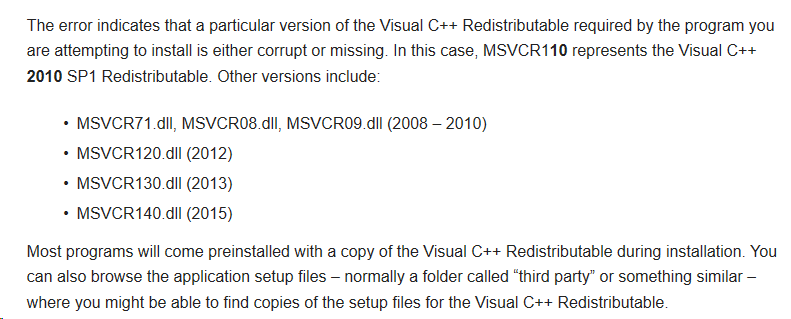 The error indicates that a particular version of the Visual C++ Redistributable required by the program you
are attempting to install is either corrupt or missing. In this case, MSVCR110 represents the Visual C++
2010 SP1 Redistributable. Other versions include:
• MSVCR71.dll, MSVCR08.dll, MSVCR09.dll (2008 – 2010)
• MSVCR120.dll (2012)
• MSVCR130.dll (2013)
• MSVCR140.dll (2015)
Most programs will come preinstalled with a copy of the Visual C++ Redistributable during installation. You
can also browse the application setup files – normally a folder called “third party” or something similar –
where you might be able to find copies of the setup files for the Visual C++ Redistributable.